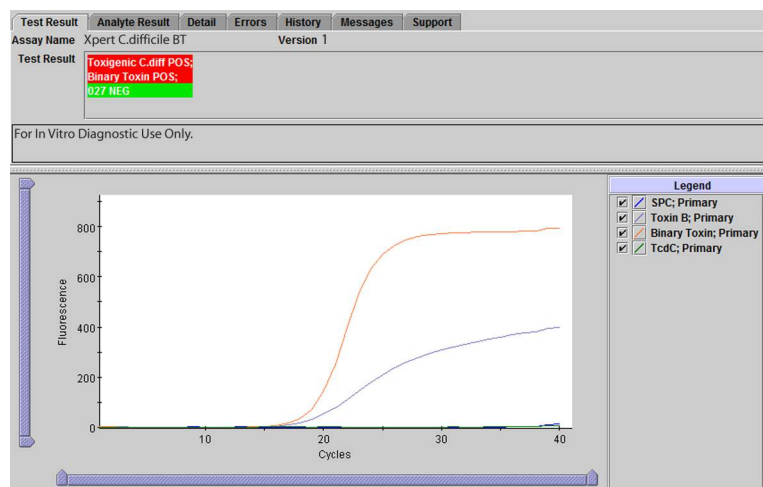 Test Result Analyte Result Detail Errors History Messages Support
Assay Name Xpert C.difficile BT Version 1
Test Result
Toxigenic C.diff POS;
Binary Toxin POS;
027 NEG
For In Vitro Diagnostic Use Only.
Legend
SPC; Primary
Toxin B; Primary
Binary Toxin; Primary
TcdC; Primary
800
600
400
200
0
Fluorescence
10 20 30 40
Cycles